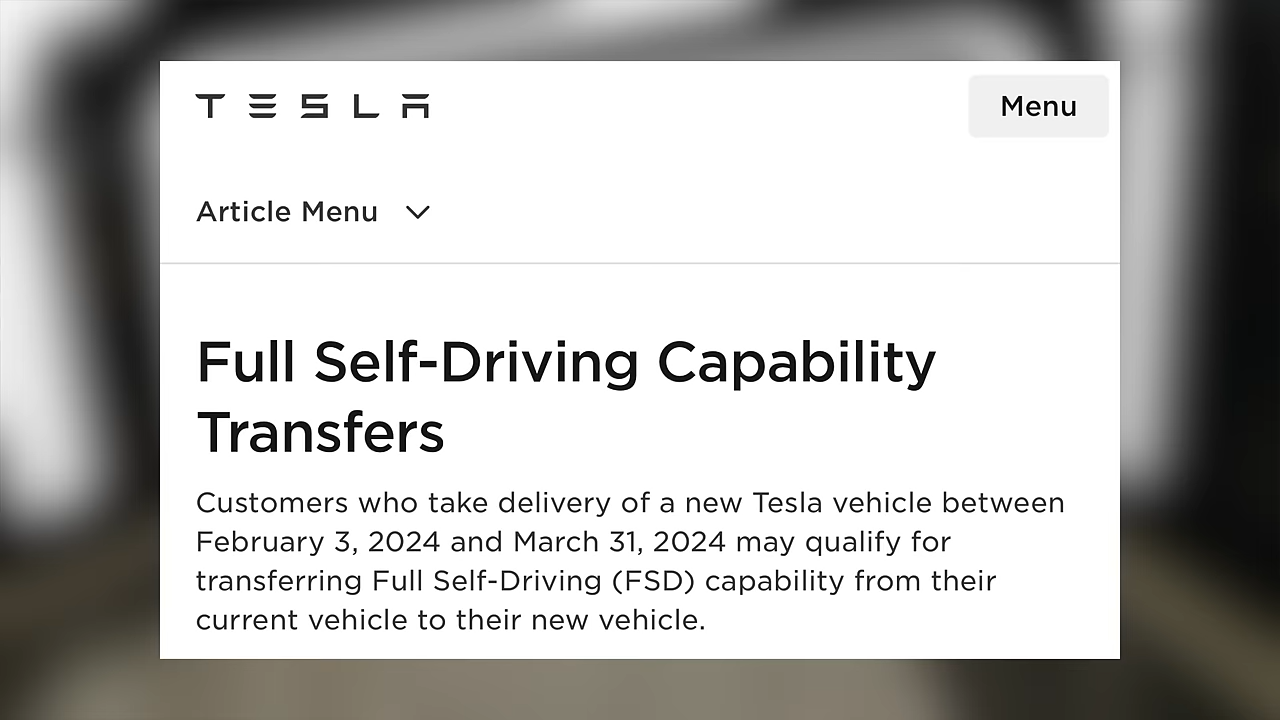 TESLA
Menu
Article Menu
Full Self-Driving Capability
Transfers
Customers who take delivery of a new Tesla vehicle between
February 3, 2024 and March 31, 2024 may qualify for
transferring Full Self-Driving (FSD) capability from their
current vehicle to their new vehicle.